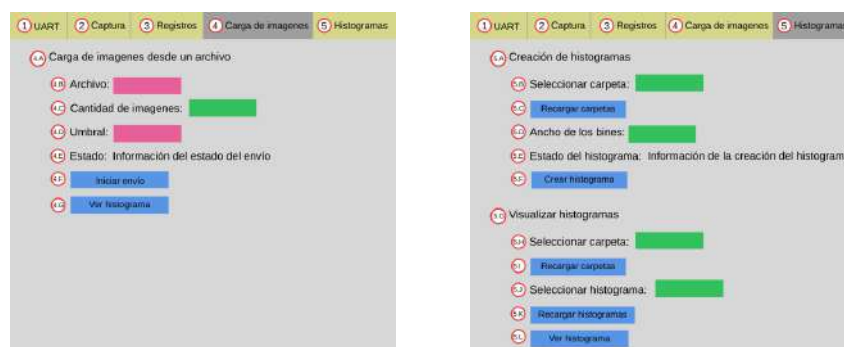 1 UART 2 Captura 3 Registros 4 Carga de imagenes 5 Histogramas
4.A Carga de imagenes desde un archivo
4.B Archivo:
4.C Cantidad de imagenes:
4.D Umbral:
4.E Estado: Información del estado del envío
4.F Iniciar envío
4.G Ver histograma
1 UART 2 Captura 3 Registros 4 Carga de imagenes 5 Histogramas
5.A Creación de histogramas
5.B Seleccionar carpeta:
5.C Recargar carpetas
5.D Ancho de los bines:
5.E Estado del histograma: Información de la creación del histogram
5.F Crear histograma
5.G Visualizar histogramas
5.H Seleccionar carpeta:
5.I Recargar carpetas
5.J Seleccionar histograma:
5.K Recargar histogramas
5.L Ver histograma